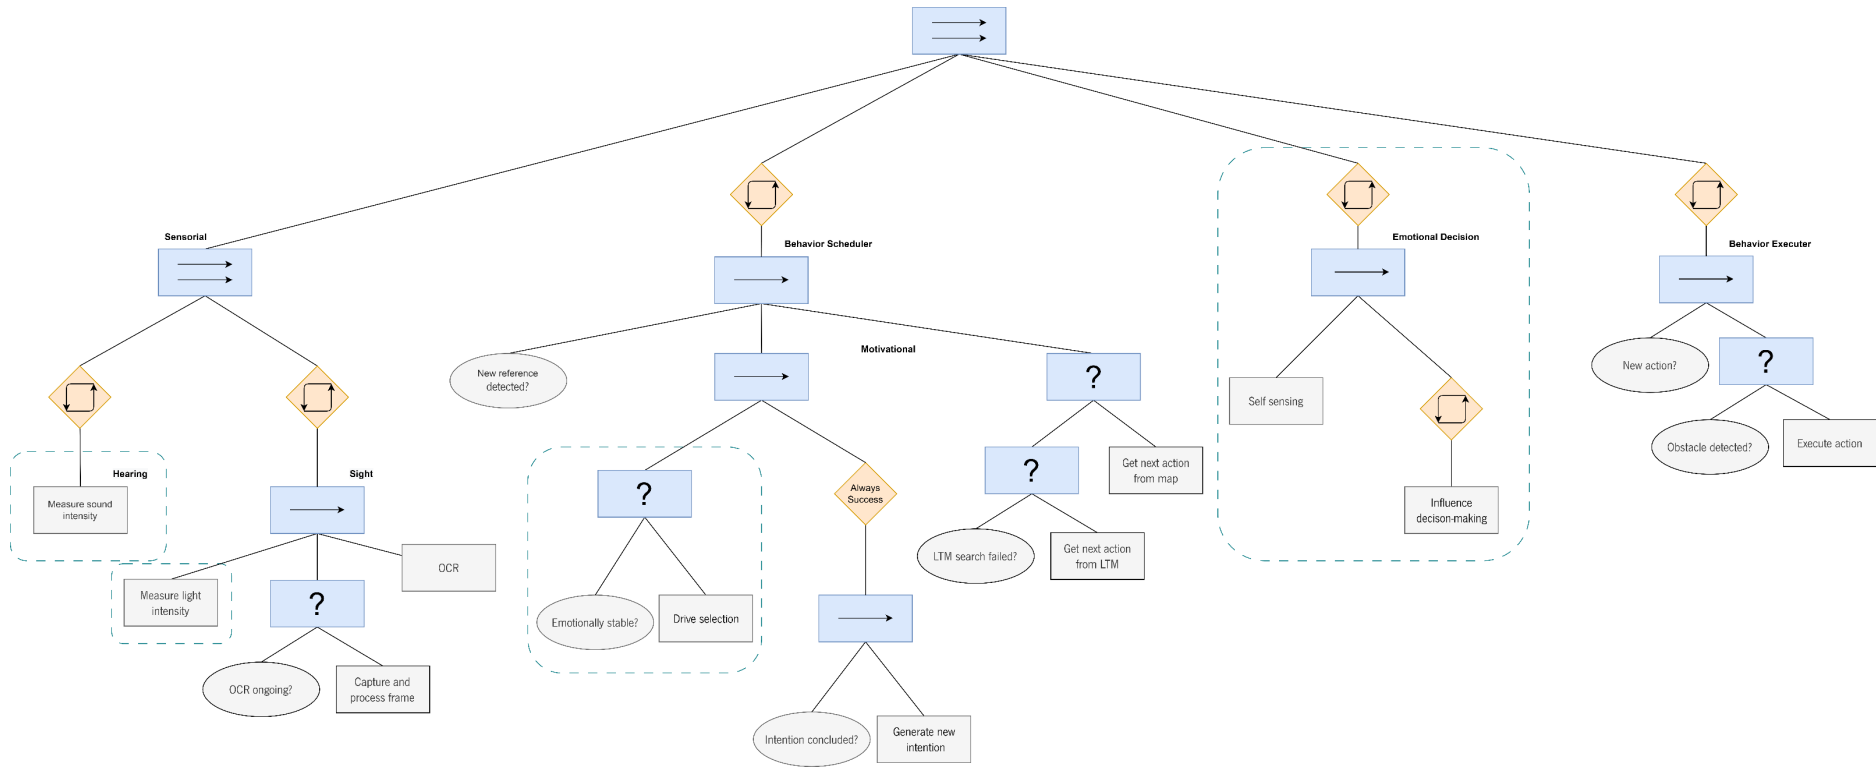 Sensorial
Behavior Scheduler
Emotional Decision
Behavior Executer
Motivational
New reference
detected?
?
?
New action?
Self sensing
Obstacle detected?
Execute action
Hearing
Measure sound
intensity
Sight
?
Always
Success
?
Get next action
from map
Influence
decison-making
LTM search failed?
Get next action
from LTM
OCR
Measure light
intensity
?
Emotionally stable?
Drive selection
OCR ongoing?
Capture and
process frame
Intention concluded?
Generate new
intention